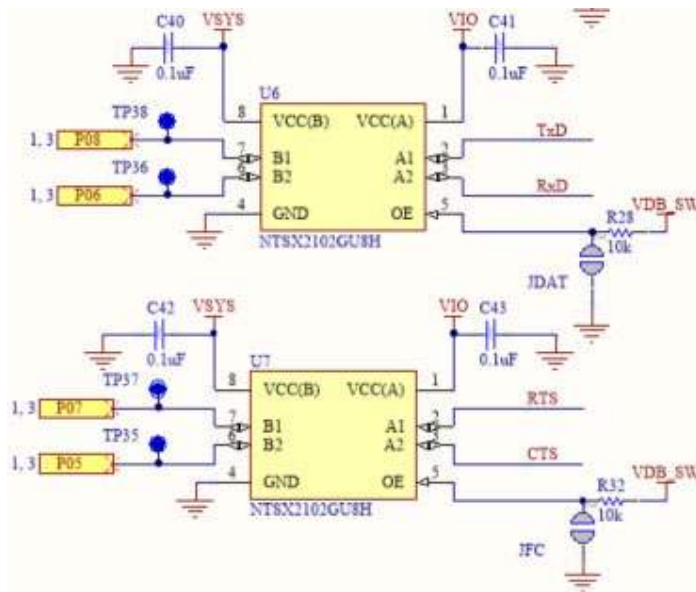 C40 VSYS VIO C41
0.1uF 0.1uF
U6
8 VCC(B) VCC(A) 1
TP38
1, 3 P08 7 B1 A1 2 TxD
TP36
1, 3 P06 6 B2 A2 3 RxD
4 GND OE 5 R28 VDB_SW
NTSX2102GU8H 10k
JDAT
C42 VSYS VIO C43
0.1uF 0.1uF
U7
8 VCC(B) VCC(A) 1
TP37
1, 3 P07 7 B1 A1 2 RTS
TP35
1, 3 P05 6 B2 A2 3 CTS
4 GND OE 5 R32 VDB_SW
NTSX2102GU8H 10k
JFC